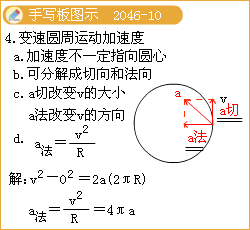 手写板图示 2046-10
4.变速圆周运动加速度
a.加速度不一定指向圆心
b.可分解成切向和法向
c.a切改变v的大小
a法改变v的方向
d. a法=v²/R
解:v²-0²=2a(2πR)
a法=v²/R=4πa
a v
a切
a法